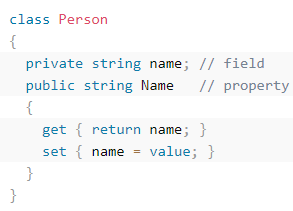 class Person
{
  private string name; // field
  public string Name   // property
  {
    get { return name; }
    set { name = value; }
  }
}